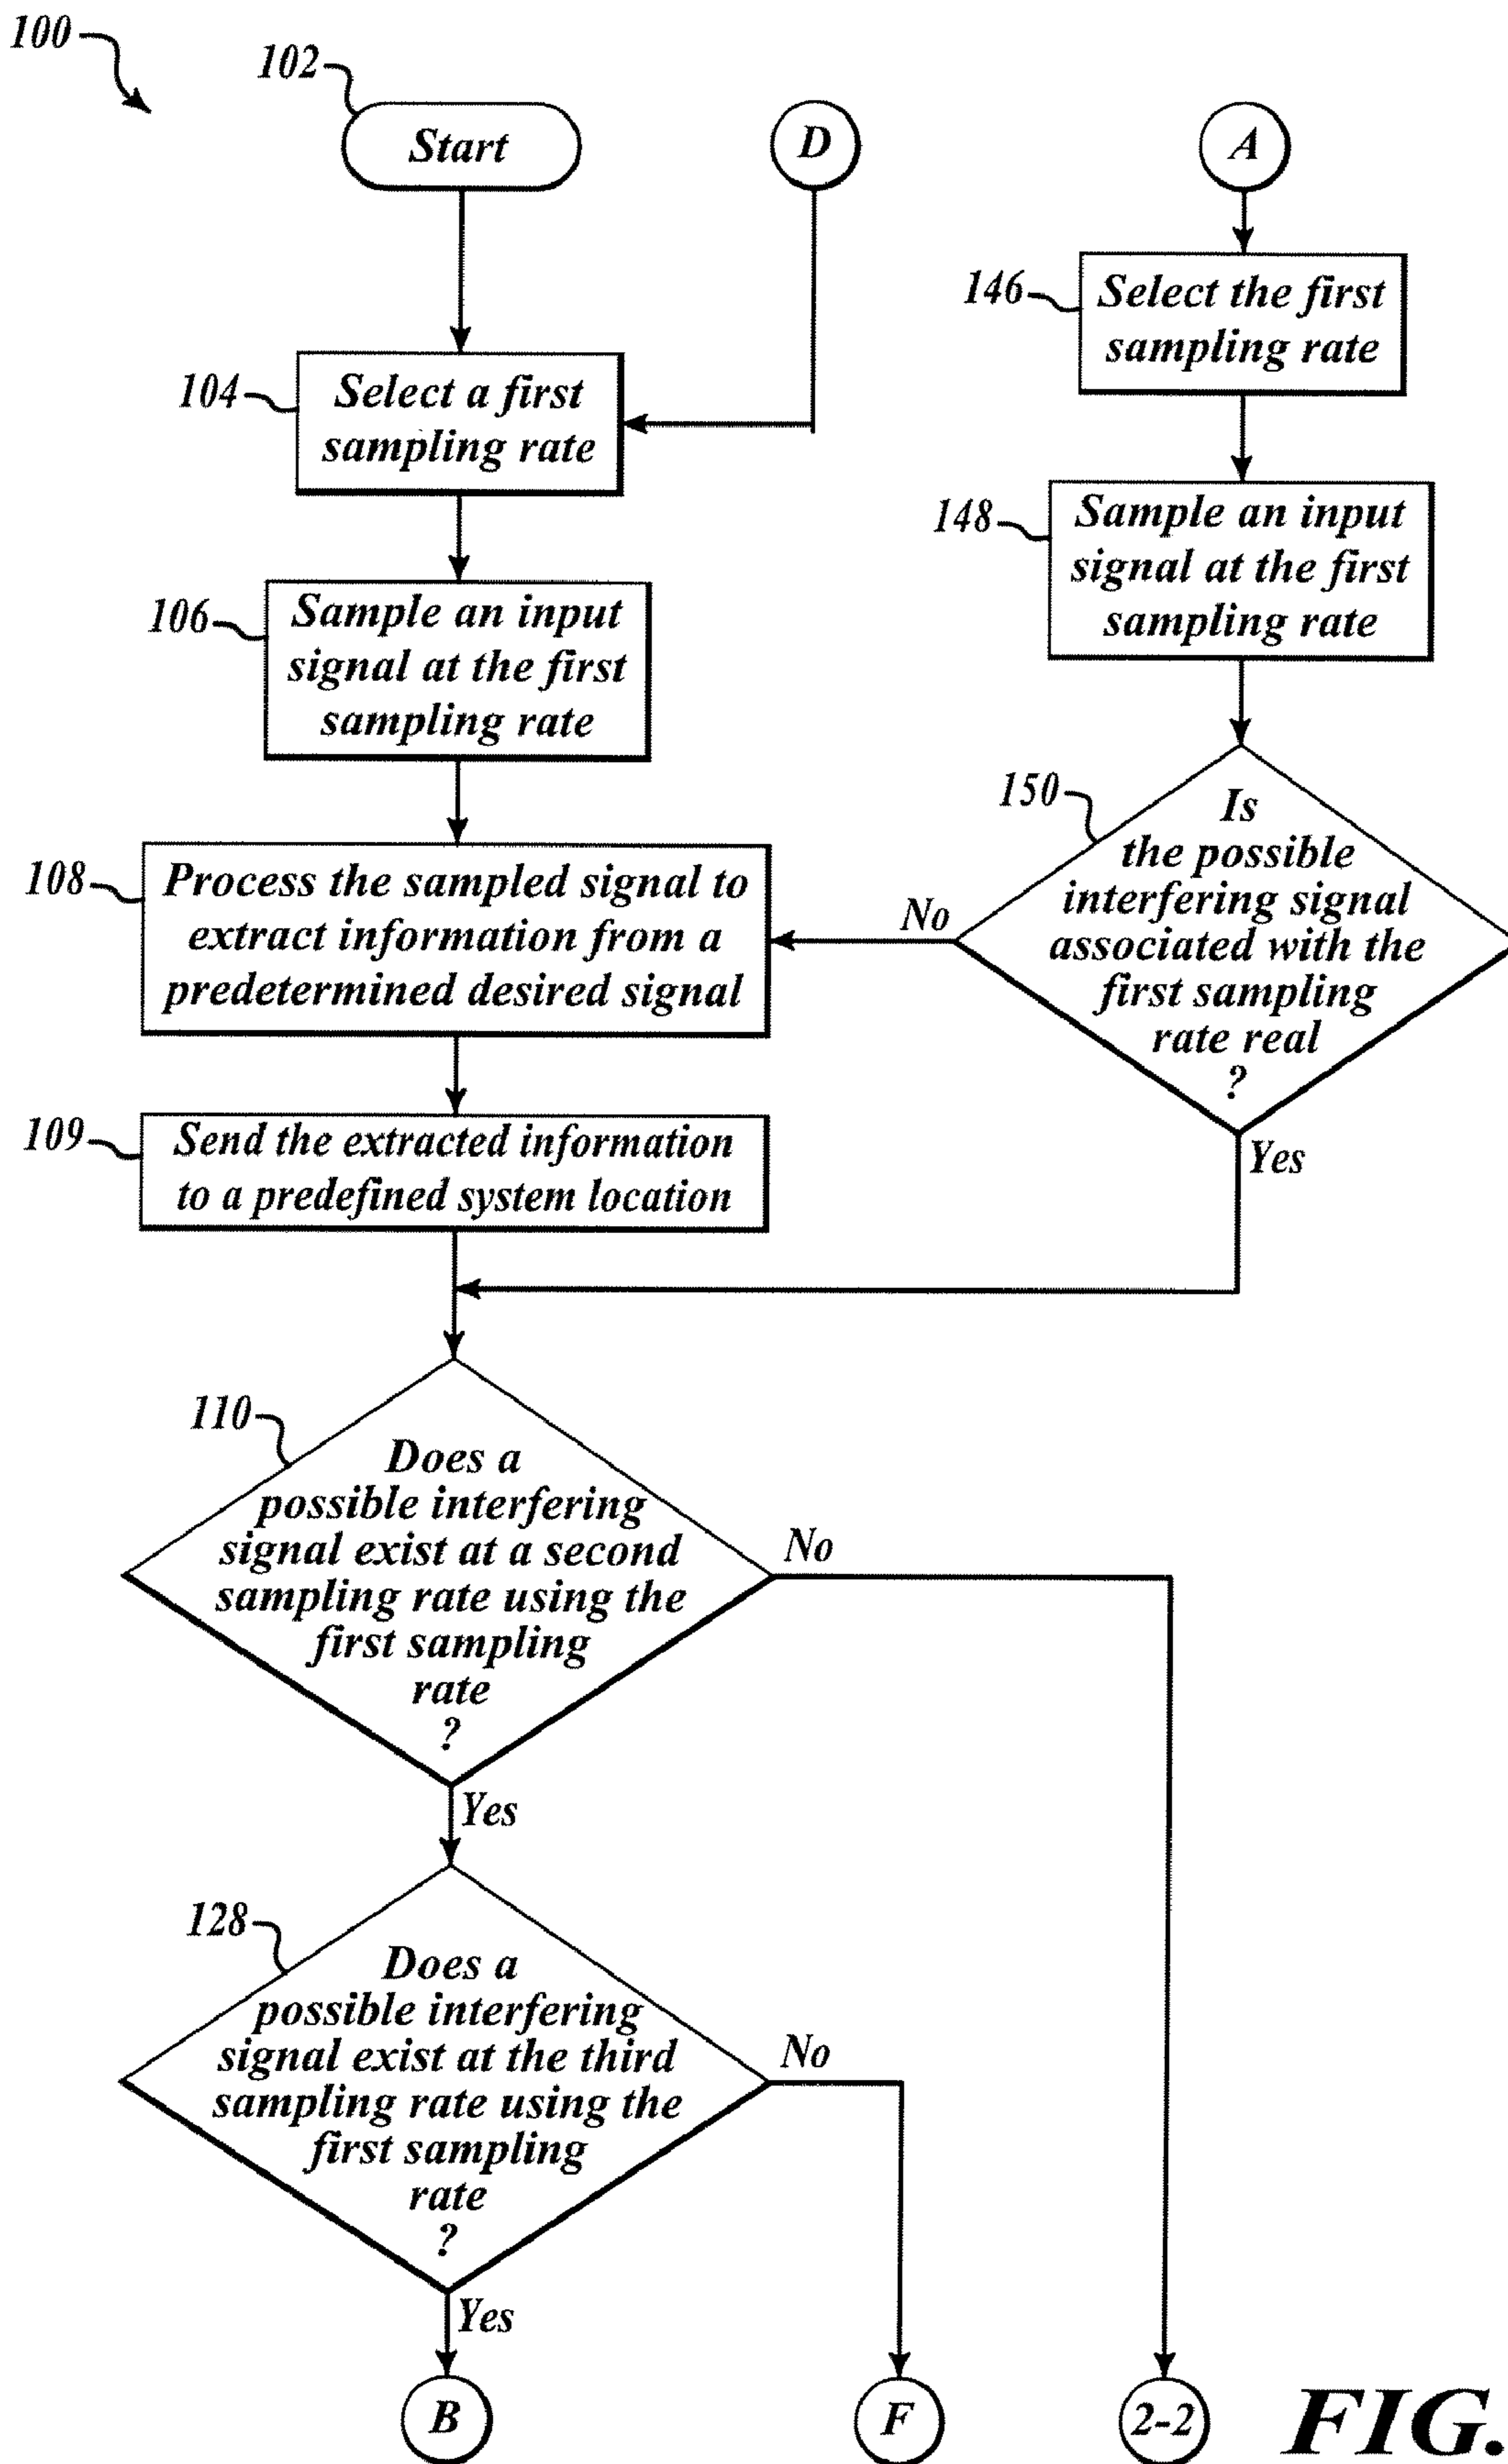 100
102
Start
D
A
104
Select a first
sampling rate
146
Select the first
sampling rate
106
Sample an input
signal at the first
sampling rate
148
Sample an input
signal at the first
sampling rate
108
Process the sampled signal to
extract information from a
predetermined desired signal
No
150
Is
the possible
interfering signal
associated with the
first sampling
rate real
?
Yes
109
Send the extracted information
to a predefined system location
110
Does a
possible interfering
signal exist at a second
sampling rate using the
first sampling
rate
?
No
Yes
128
Does a
possible interfering
signal exist at the third
sampling rate using the
first sampling
rate
?
No
Yes
B
F
2-2
FIG.